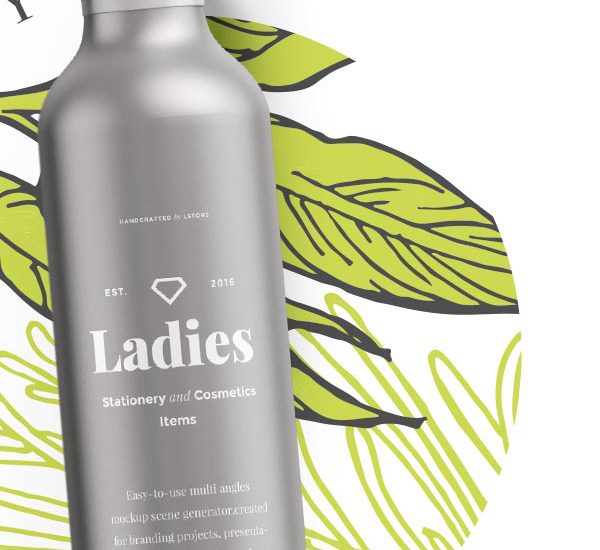 Y
HANDCRAFTED by LSTORE
EST. 2016
Ladies
Stationery and Cosmetics
Items
Easy-to-use multi angles
mockup scene generator,created
for branding projects, presenta-